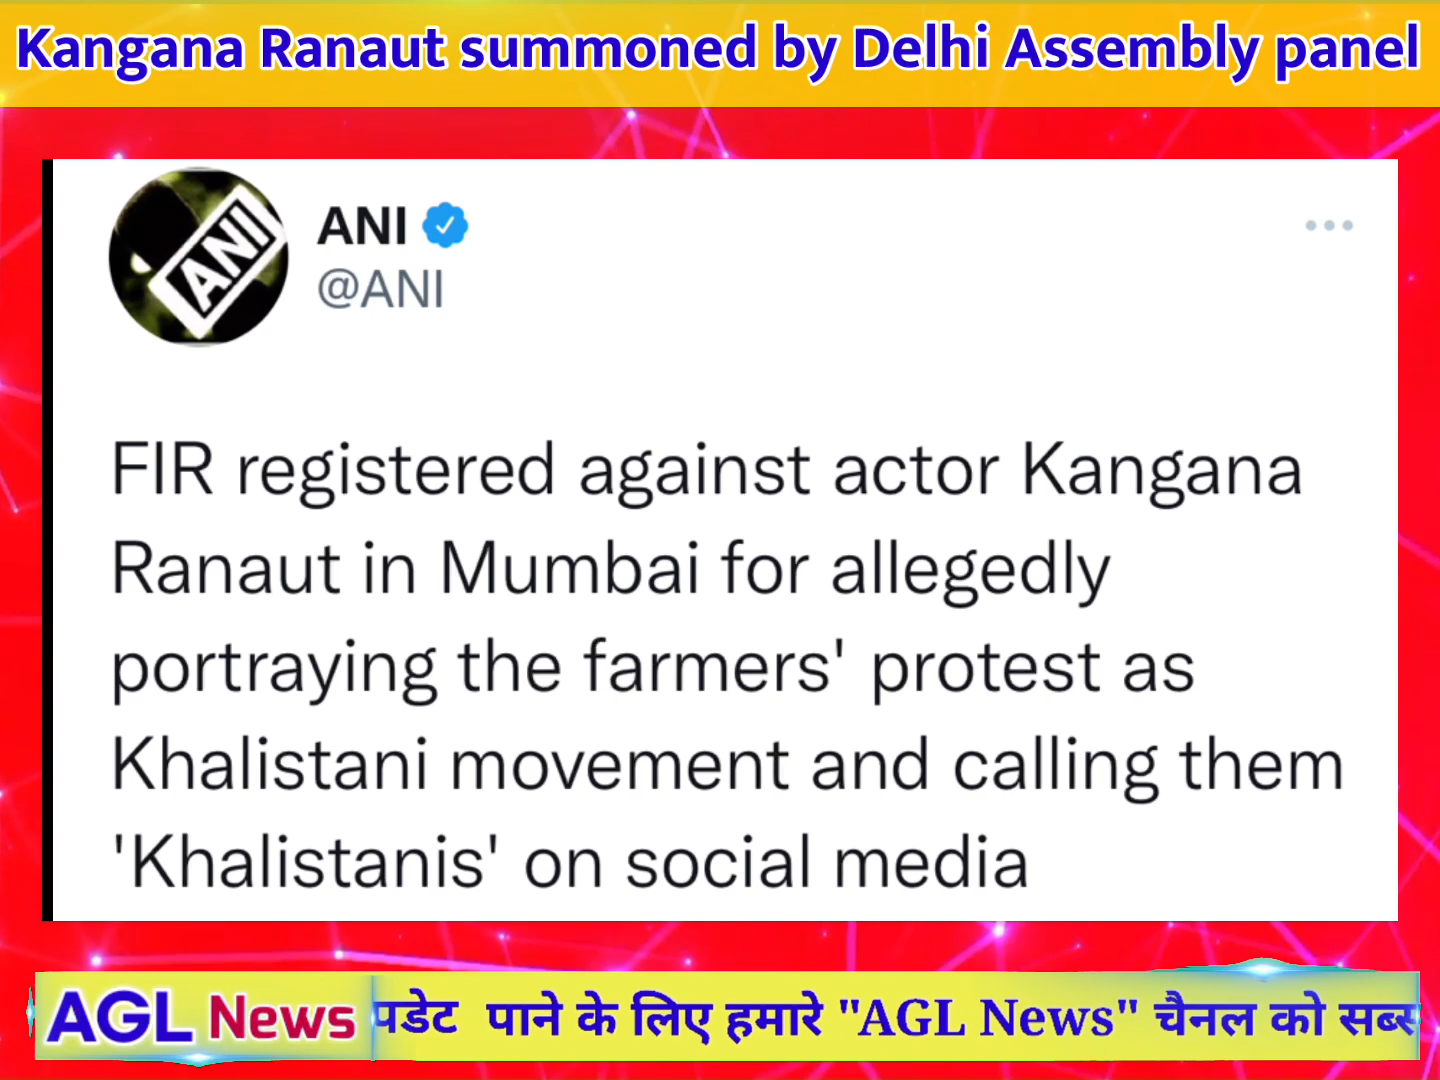 Kangana Ranaut summoned by Delhi Assembly panel
ANI
ANI
@ANI
FIR registered against actor Kangana
Ranaut in Mumbai for allegedly
portraying the farmers' protest as
Khalistani movement and calling them
'Khalistanis' on social media
AGL News पडेट पाने के लिए हमारे "AGL News" चैनल को